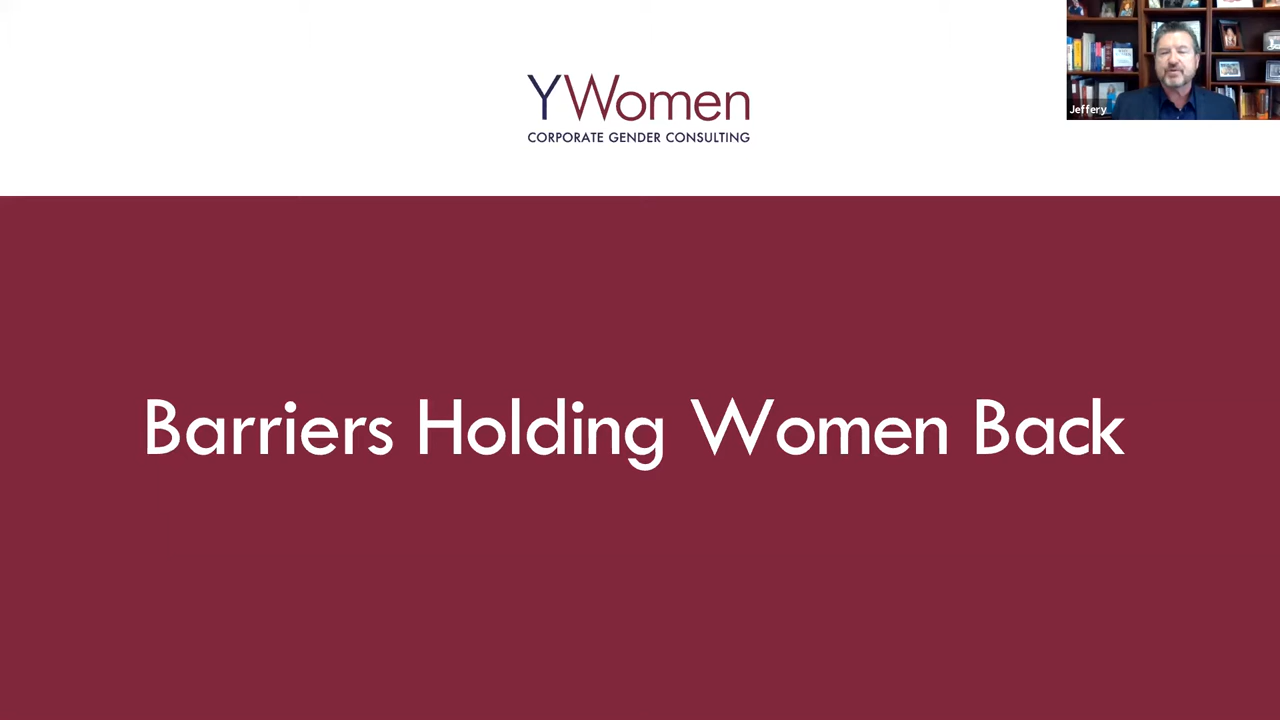 YWomen
CORPORATE GENDER CONSULTING
Jeffery
Barriers Holding Women Back